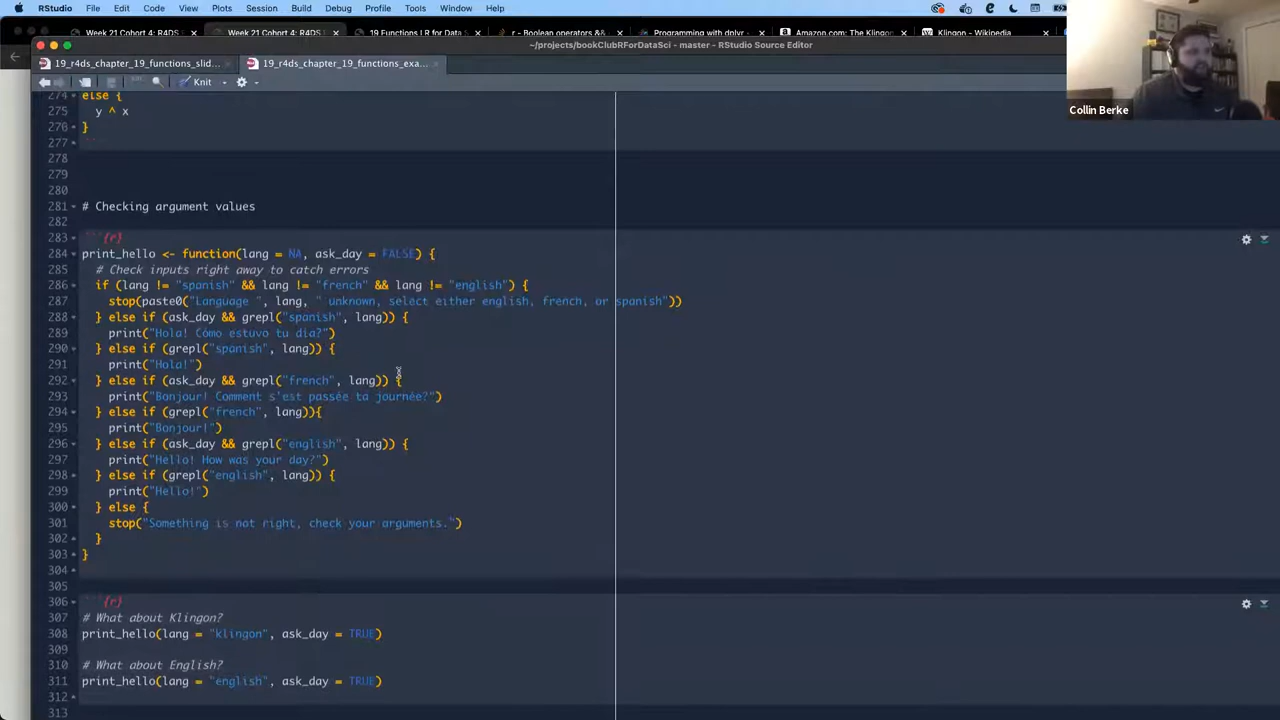 RStudio File Edit Code View Plots Session Build Debug Profile Tools Window Help
Week 21 Cohort 4: R4DS Week 21 Cohort 4: R4DS 19 Functions | R for Data Sci r - Boolean operators && Programming with dplyr Amazon.com: The Klingon Klingon - Wikipedia
~/projects/bookClubRForDataSci - master - RStudio Source Editor
19_r4ds_chapter_19_functions_slid... 19_r4ds_chapter_19_functions_exa...
Knit
Collin Berke
274 else {
275 y ^ x
276 }
277 ```
278
279
280
281 # Checking argument values
282
283 ```{r}
284 print_hello <- function(lang = NA, ask_day = FALSE) {
285 # Check inputs right away to catch errors
286 if (lang != "spanish" && lang != "french" && lang != "english") {
287 stop(paste0("Language ", lang, " unknown, select either english, french, or spanish"))
288 } else if (ask_day && grepl("spanish", lang)) {
289 print("Hola! Cómo estuvo tu día?")
290 } else if (grepl("spanish", lang)) {
291 print("Hola!")
292 } else if (ask_day && grepl("french", lang)) {
293 print("Bonjour! Comment s'est passée ta journée?")
294 } else if (grepl("french", lang)){
295 print("Bonjour!")
296 } else if (ask_day && grepl("english", lang)) {
297 print("Hello! How was your day?")
298 } else if (grepl("english", lang)) {
299 print("Hello!")
300 } else {
301 stop("Something is not right, check your arguments.")
302 }
303 }
304
305
306 ```{r}
307 # What about Klingon?
308 print_hello(lang = "klingon", ask_day = TRUE)
309
310 # What about English?
311 print_hello(lang = "english", ask_day = TRUE)
312
313